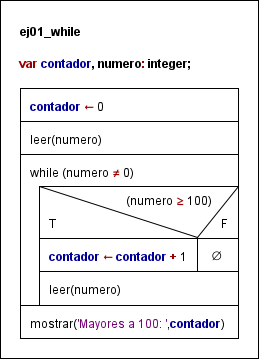 ej01_while
var contador, numero: integer;
contador ← 0
leer(numero)
while (numero ≠ 0)
(numero ≥ 100)
T F
contador ← contador + 1 ∅
leer(numero)
mostrar('Mayores a 100: ',contador)